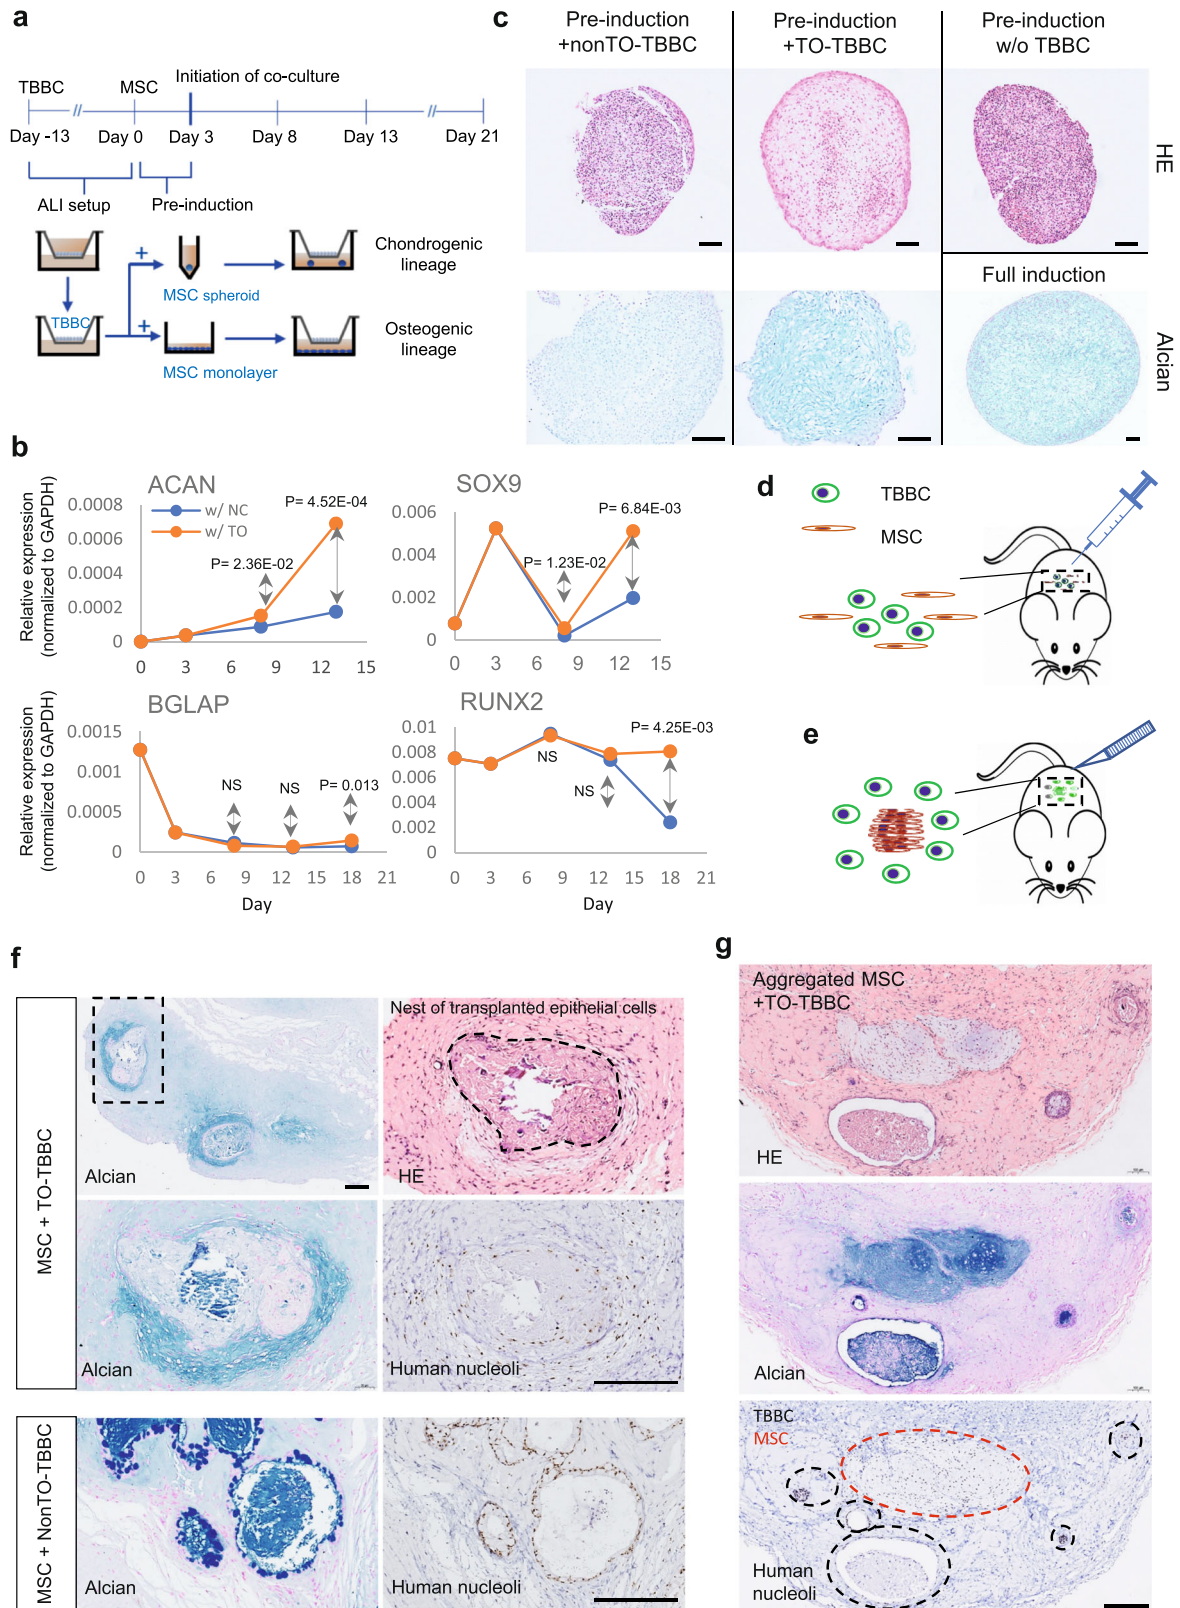 a
TBBC
MSC
Initiation of co-culture
Day -13
Day 0
Day 3
Day 8
Day 13
Day 21
ALI setup
Pre-induction
Chondrogenic
lineage
MSC spheroid
TBBC
Osteogenic
lineage
MSC monolayer
b
Relative expression
(normalized to GAPDH)
ACAN
w/ NC
w/ TO
P= 4.52E-04
P= 2.36E-02
0.0008
0.0006
0.0004
0.0002
0
0 3 6 9 12 15
SOX9
P= 6.84E-03
P= 1.23E-02
0.006
0.004
0.002
0
0 3 6 9 12 15
Relative expression
(normalized to GAPDH)
BGLAP
NS
NS
P= 0.013
0.0015
0.001
0.0005
0
0 3 6 9 12 15 18 21
Day
RUNX2
P= 4.25E-03
NS
NS
0.01
0.008
0.006
0.004
0.002
0
0 3 6 9 12 15 18 21
Day
c
Pre-induction
+nonTO-TBBC
Pre-induction
+TO-TBBC
Pre-induction
w/o TBBC
HE
Full induction
Alcian
d
TBBC
MSC
e
f
MSC + TO-TBBC
Alcian
Nest of transplanted epithelial cells
HE
Alcian
Human nucleoli
MSC + NonTO-TBBC
Alcian
Human nucleoli
g
Aggregated MSC
+TO-TBBC
HE
Alcian
TBBC
MSC
Human
nucleoli